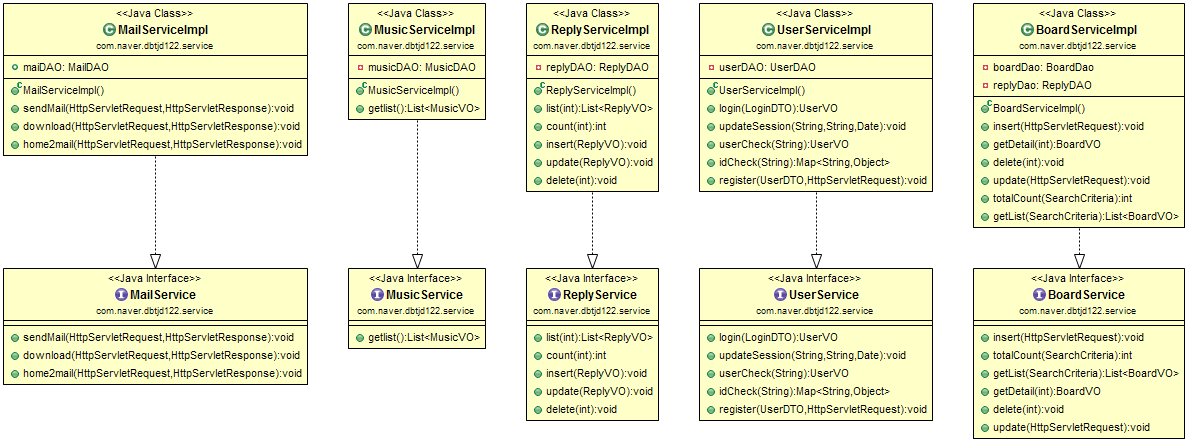 <<Java Class>>
MailServiceImpl
com.naver.dbtjd122.service
maiDAO: MailDAO
MailServiceImpl()
sendMail(HttpServletRequest,HttpServletResponse):void
download(HttpServletRequest,HttpServletResponse):void
home2mail(HttpServletRequest,HttpServletResponse):void
<<Java Class>>
MusicServiceImpl
com.naver.dbtjd122.service
musicDAO: MusicDAO
MusicServiceImpl()
getlist():List<MusicVO>
<<Java Class>>
ReplyServiceImpl
com.naver.dbtjd122.service
replyDAO: ReplyDAO
ReplyServiceImpl()
list(int):List<ReplyVO>
count(int):int
insert(ReplyVO):void
update(ReplyVO):void
delete(int):void
<<Java Class>>
UserServiceImpl
com.naver.dbtjd122.service
userDAO: UserDAO
UserServiceImpl()
login(LoginDTO):UserVO
updateSession(String,String,Date):void
userCheck(String):UserVO
idCheck(String):Map<String,Object>
register(UserDTO,HttpServletRequest):void
<<Java Class>>
BoardServiceImpl
com.naver.dbtjd122.service
boardDao: BoardDao
replyDao: ReplyDAO
BoardServiceImpl()
insert(HttpServletRequest):void
getDetail(int):BoardVO
delete(int):void
update(HttpServletRequest):void
totalCount(SearchCriteria):int
getList(SearchCriteria):List<BoardVO>
<<Java Interface>>
MailService
com.naver.dbtjd122.service
sendMail(HttpServletRequest,HttpServletResponse):void
download(HttpServletRequest,HttpServletResponse):void
home2mail(HttpServletRequest,HttpServletResponse):void
<<Java Interface>>
MusicService
com.naver.dbtjd122.service
getlist():List<MusicVO>
<<Java Interface>>
ReplyService
com.naver.dbtjd122.service
list(int):List<ReplyVO>
count(int):int
insert(ReplyVO):void
update(ReplyVO):void
delete(int):void
<<Java Interface>>
UserService
com.naver.dbtjd122.service
login(LoginDTO):UserVO
updateSession(String,String,Date):void
userCheck(String):UserVO
idCheck(String):Map<String,Object>
register(UserDTO,HttpServletRequest):void
<<Java Interface>>
BoardService
com.naver.dbtjd122.service
insert(HttpServletRequest):void
totalCount(SearchCriteria):int
getList(SearchCriteria):List<BoardVO>
getDetail(int):BoardVO
delete(int):void
update(HttpServletRequest):void